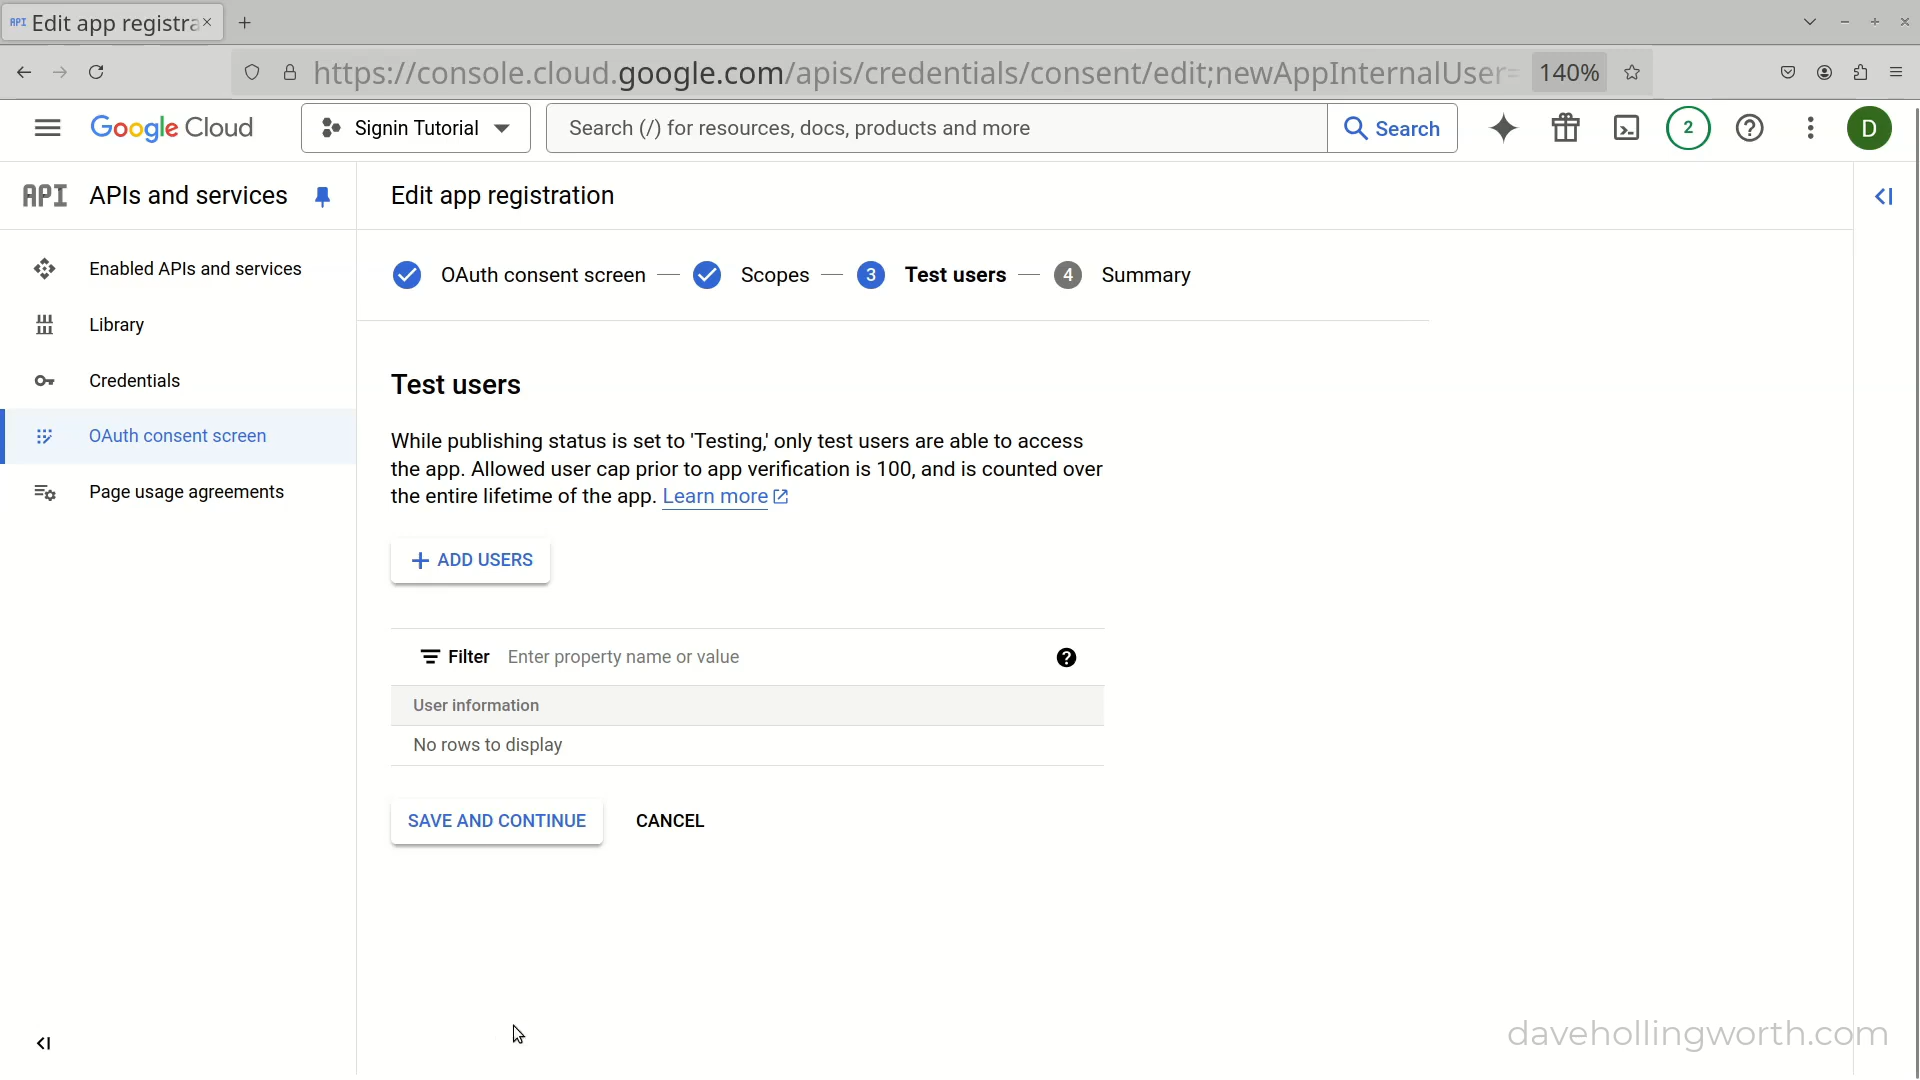 API Edit app registra
https://console.cloud.google.com/apis/credentials/consent/edit;newAppInternalUser=
140%
Google Cloud
Signin Tutorial
Search (/) for resources, docs, products and more
Search
2
D
API APIs and services
Edit app registration
Enabled APIs and services
Library
Credentials
OAuth consent screen
Page usage agreements
OAuth consent screen
Scopes
3 Test users
4 Summary
Test users
While publishing status is set to 'Testing,' only test users are able to access
the app. Allowed user cap prior to app verification is 100, and is counted over
the entire lifetime of the app. Learn more
ADD USERS
Filter Enter property name or value
User information
No rows to display
SAVE AND CONTINUE
CANCEL
davehollingworth.com